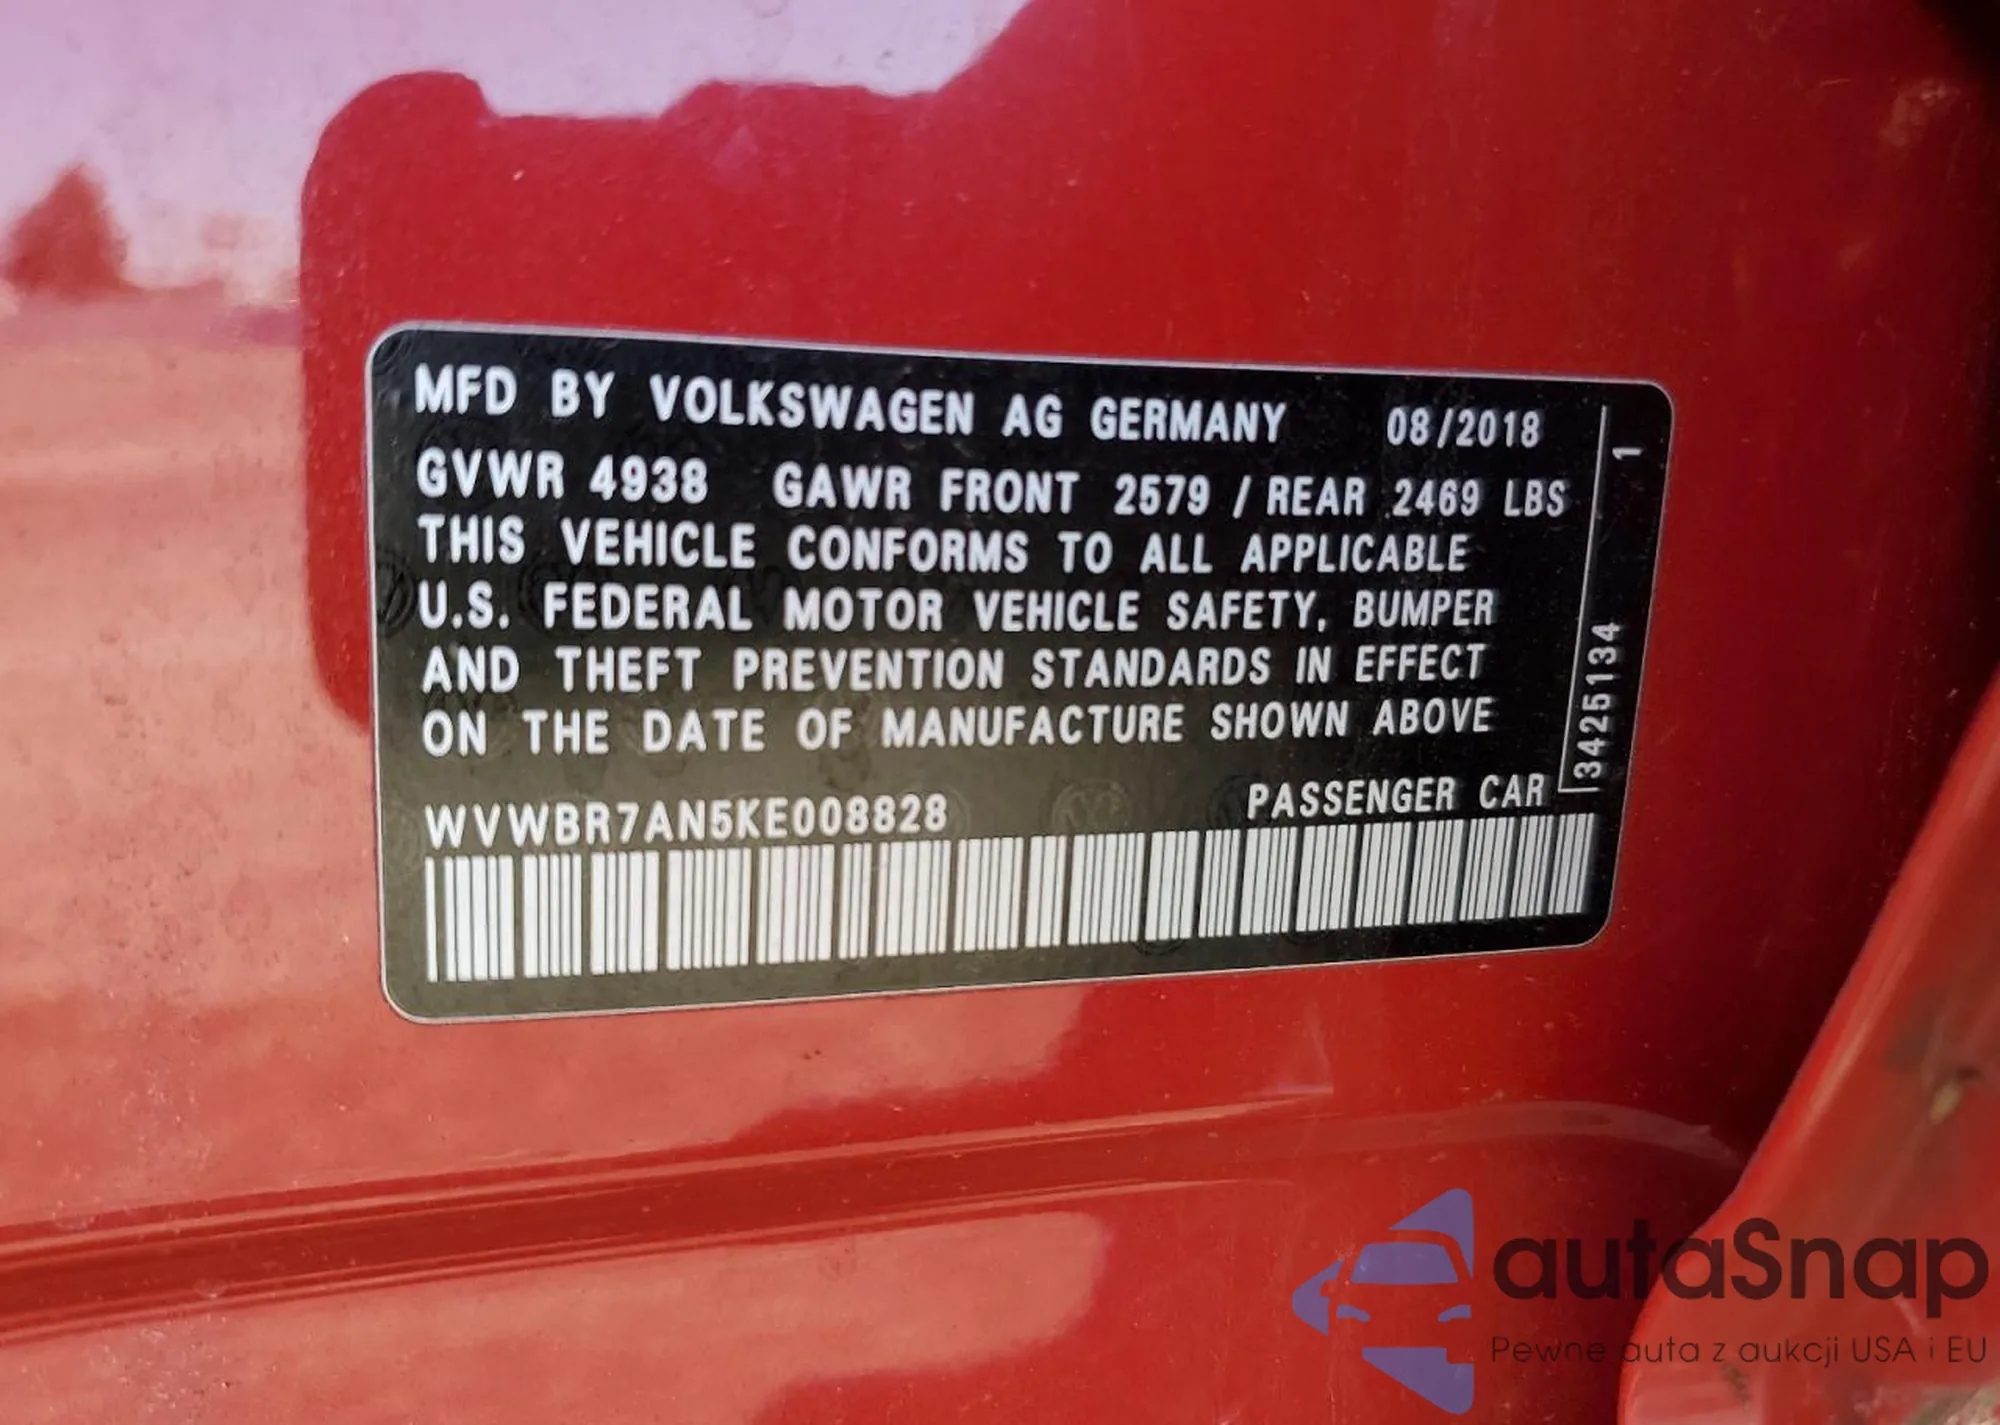 MFD BY VOLKSWAGEN AG GERMANY 08/2018
GVWR 4938 GAWR FRONT 2579 / REAR 2469 LBS
THIS VEHICLE CONFORMS TO ALL APPLICABLE
U.S. FEDERAL MOTOR VEHICLE SAFETY, BUMPER
AND THEFT PREVENTION STANDARDS IN EFFECT
ON THE DATE OF MANUFACTURE SHOWN ABOVE
WVWBR7AN5KE008828 PASSENGER CAR
3425134 1
autaSnap
Pewne auta z aukcji USA i EU